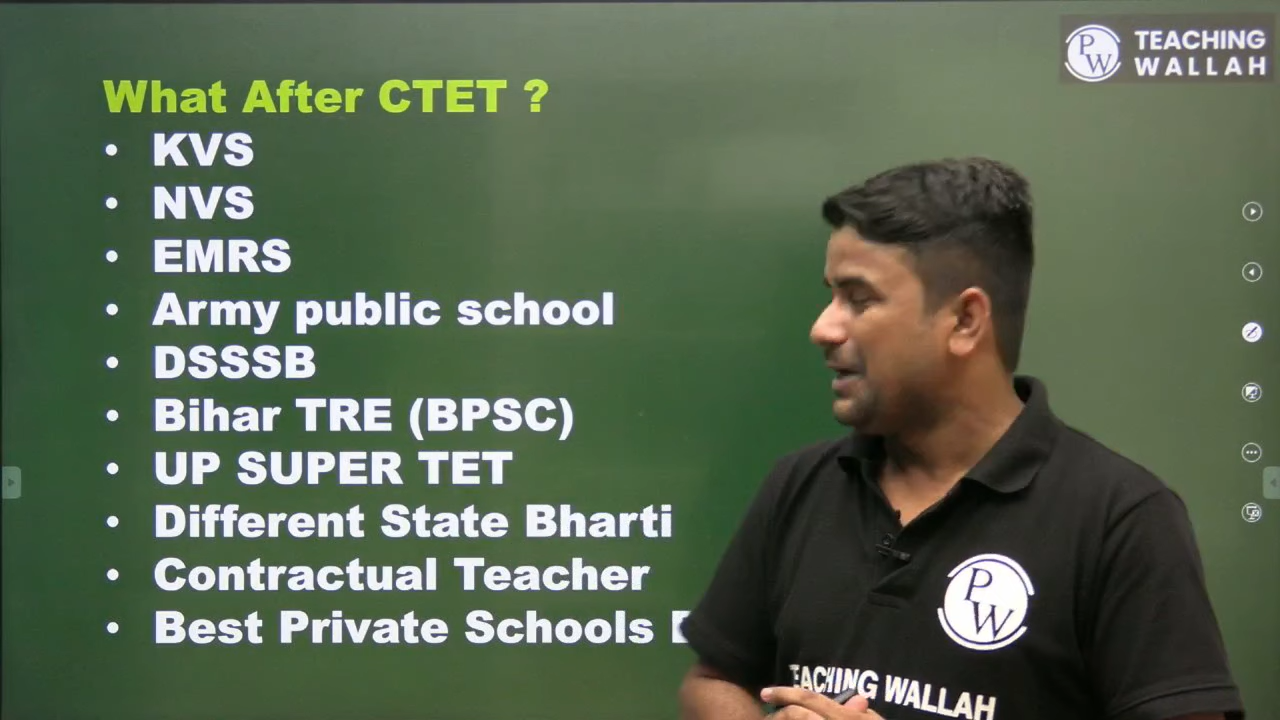 PW
TEACHING
WALLAH
What After CTET ?
• KVS
• NVS
• EMRS
• Army public school
• DSSSB
• Bihar TRE (BPSC)
• UP SUPER TET
• Different State Bharti
• Contractual Teacher
• Best Private Schools
PW
TEACHING WALLAH